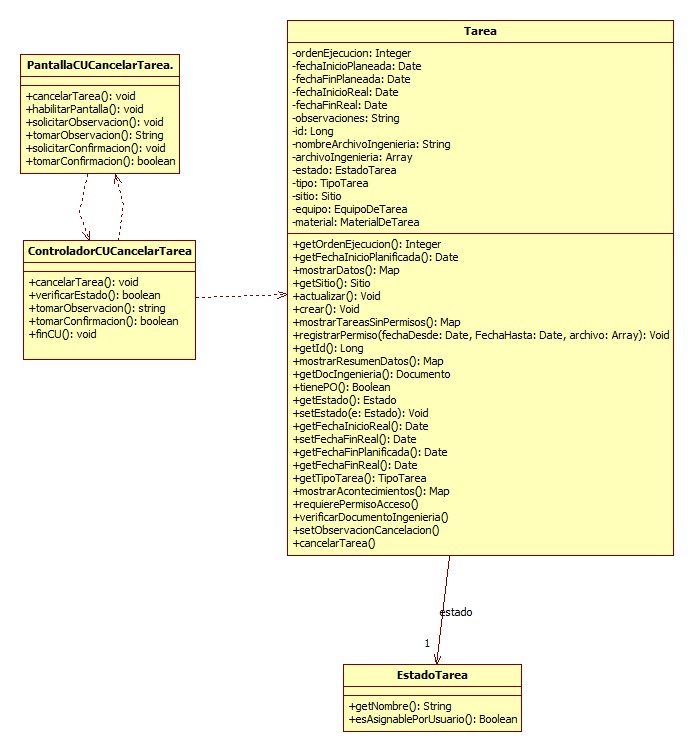 PantallaCUCancelarTarea.
+cancelarTarea(): void
+habilitarPantalla(): void
+solicitarObservacion(): void
+tomarObservacion(): String
+solicitarConfirmacion(): void
+tomarConfirmacion(): boolean
ControladorCUCancelarTarea
+cancelarTarea(): void
+verificarEstado(): boolean
+tomarObservacion(): string
+tomarConfirmacion(): boolean
+finCU(): void
Tarea
-ordenEjecucion: Integer
-fechaInicioPlaneada: Date
-fechaFinPlaneada: Date
-fechaInicioReal: Date
-fechaFinReal: Date
-observaciones: String
-id: Long
-nombreArchivoIngenieria: String
-archivoIngenieria: Array
-estado: EstadoTarea
-tipo: TipoTarea
-sitio: Sitio
-equipo: EquipoDeTarea
-material: MaterialDeTarea
+getOrdenEjecucion(): Integer
+getFechaInicioPlanificada(): Date
+mostrarDatos(): Map
+getSitio(): Sitio
+actualizar(): Void
+crear(): Void
+mostrarTareasSinPermisos(): Map
+registrarPermiso(fechaDesde: Date, FechaHasta: Date, archivo: Array): Void
+getId(): Long
+mostrarResumenDatos(): Map
+getDocIngenieria(): Documento
+tienePO(): Boolean
+getEstado(): Estado
+setEstado(e: Estado): Void
+getFechaInicioReal(): Date
+setFechaFinReal(): Date
+getFechaFinPlanificada(): Date
+getFechaFinReal(): Date
+getTipoTarea(): TipoTarea
+mostrarAcontecimientos(): Map
+requierePermisoAcceso()
+verificarDocumentoIngenieria()
+setObservacionCancelacion()
+cancelarTarea()
estado
1
EstadoTarea
+getNombre(): String
+esAsignablePorUsuario(): Boolean